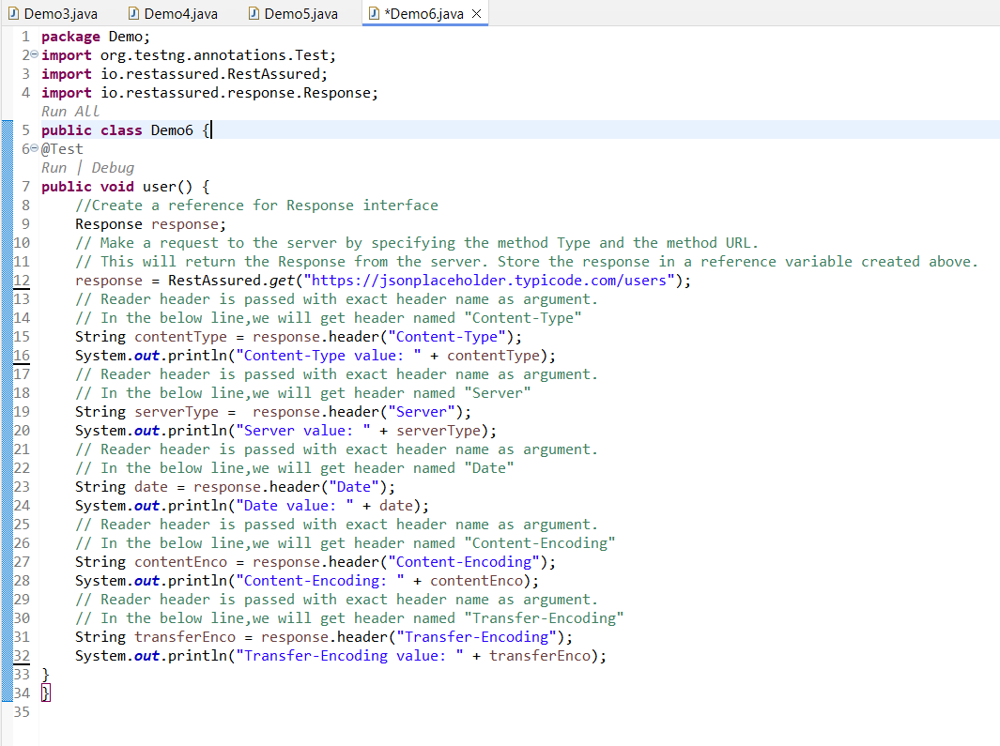 Demo3.java Demo4.java Demo5.java *Demo6.java
1 package Demo;
2 import org.testng.annotations.Test;
3 import io.restassured.RestAssured;
4 import io.restassured.response.Response;
Run All
5 public class Demo6 {
6 @Test
Run | Debug
7 public void user() {
8     //Create a reference for Response interface
9     Response response;
10     // Make a request to the server by specifying the method Type and the method URL.
11     // This will return the Response from the server. Store the response in a reference variable created above.
12     response = RestAssured.get("https://jsonplaceholder.typicode.com/users");
13     // Reader header is passed with exact header name as argument.
14     // In the below line,we will get header named "Content-Type"
15     String contentType = response.header("Content-Type");
16     System.out.println("Content-Type value: " + contentType);
17     // Reader header is passed with exact header name as argument.
18     // In the below line,we will get header named "Server"
19     String serverType =  response.header("Server");
20     System.out.println("Server value: " + serverType);
21     // Reader header is passed with exact header name as argument.
22     // In the below line,we will get header named "Date"
23     String date = response.header("Date");
24     System.out.println("Date value: " + date);
25     // Reader header is passed with exact header name as argument.
26     // In the below line,we will get header named "Content-Encoding"
27     String contentEnco = response.header("Content-Encoding");
28     System.out.println("Content-Encoding: " + contentEnco);
29     // Reader header is passed with exact header name as argument.
30     // In the below line,we will get header named "Transfer-Encoding"
31     String transferEnco = response.header("Transfer-Encoding");
32     System.out.println("Transfer-Encoding value: " + transferEnco);
33 }
34 }
35